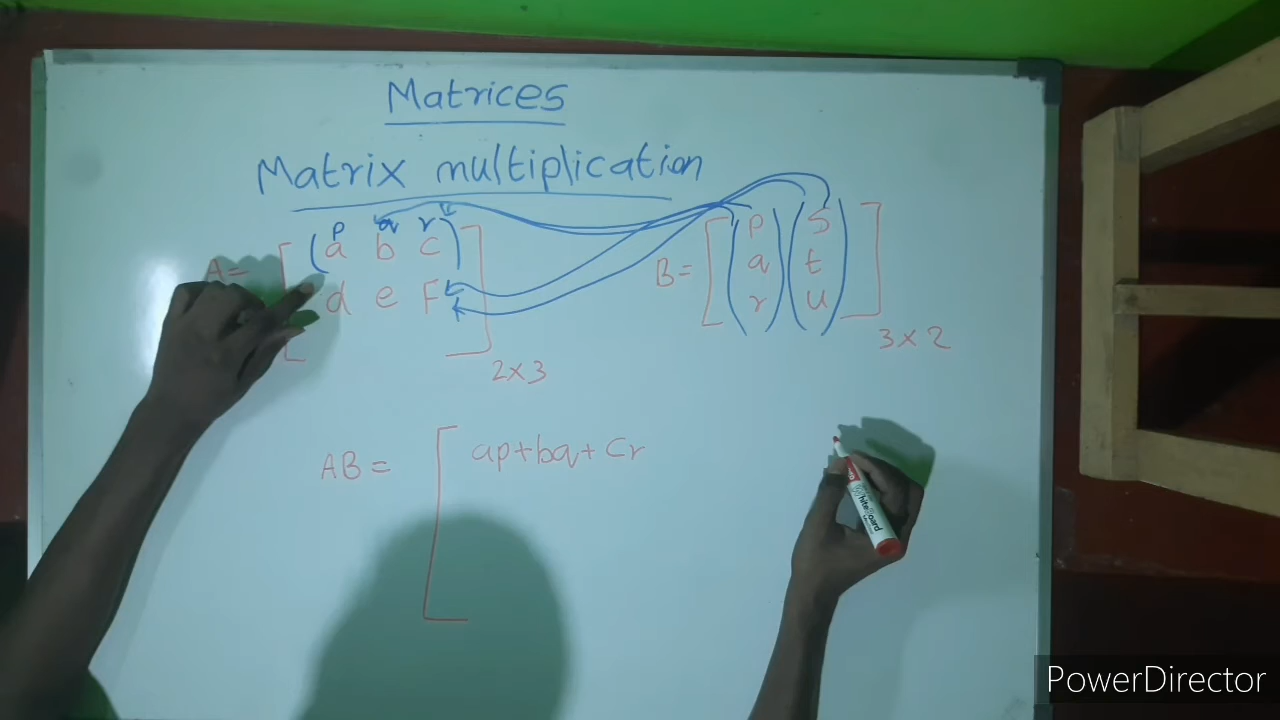 Matrices
Matrix multiplication
p q r
A= [ a b c
d e F ] 2x3
B= [ p s
q t
r u ] 3x2
AB= [ ap+bq+cr
PowerDirector